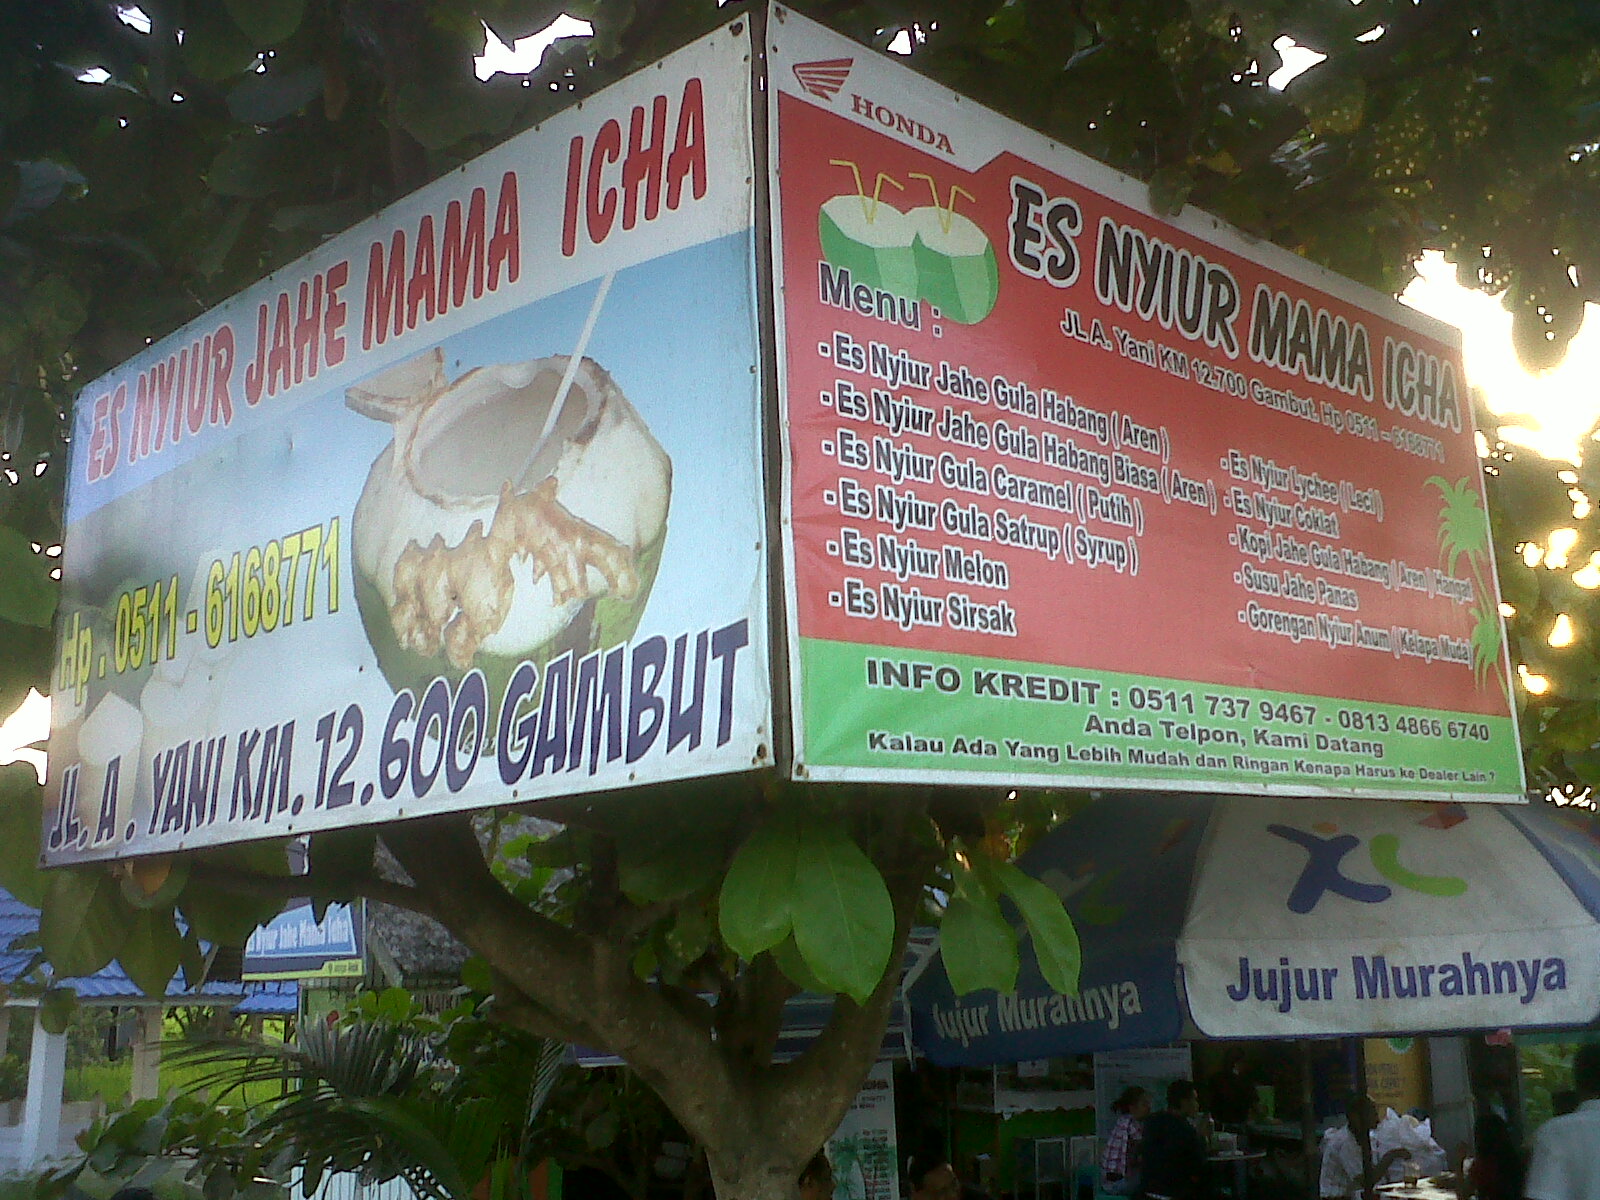 ES NYIUR JAHE MAMA ICHA
Hp . 0511 - 6168771
JL. A . YANI KM. 12.600 GAMBUT
HONDA
ES NYIUR MAMA ICHA
JL.A. Yani KM 12.700 Gambut. Hp 0511 - 6168771
Menu :
- Es Nyiur Jahe Gula Habang ( Aren )
- Es Nyiur Jahe Gula Habang Biasa ( Aren )
- Es Nyiur Gula Caramel ( Putih )
- Es Nyiur Gula Satrup ( Syrup )
- Es Nyiur Melon
- Es Nyiur Sirsak
- Es Nyiur Lychee ( Leci )
- Es Nyiur Coklat
- Kopi Jahe Gula Habang ( Aren) Hangat
- Susu Jahe Panas
- Gorengan Nyiur Anum ( Kelapa Muda)
INFO KREDIT : 0511 737 9467 - 0813 4866 6740
Anda Telpon, Kami Datang
Kalau Ada Yang Lebih Mudah dan Ringan Kenapa Harus ke Dealer Lain ?
XL
Jujur Murahnya
Jujur Murahnya
Es Nyiur Jahe Mama Icha